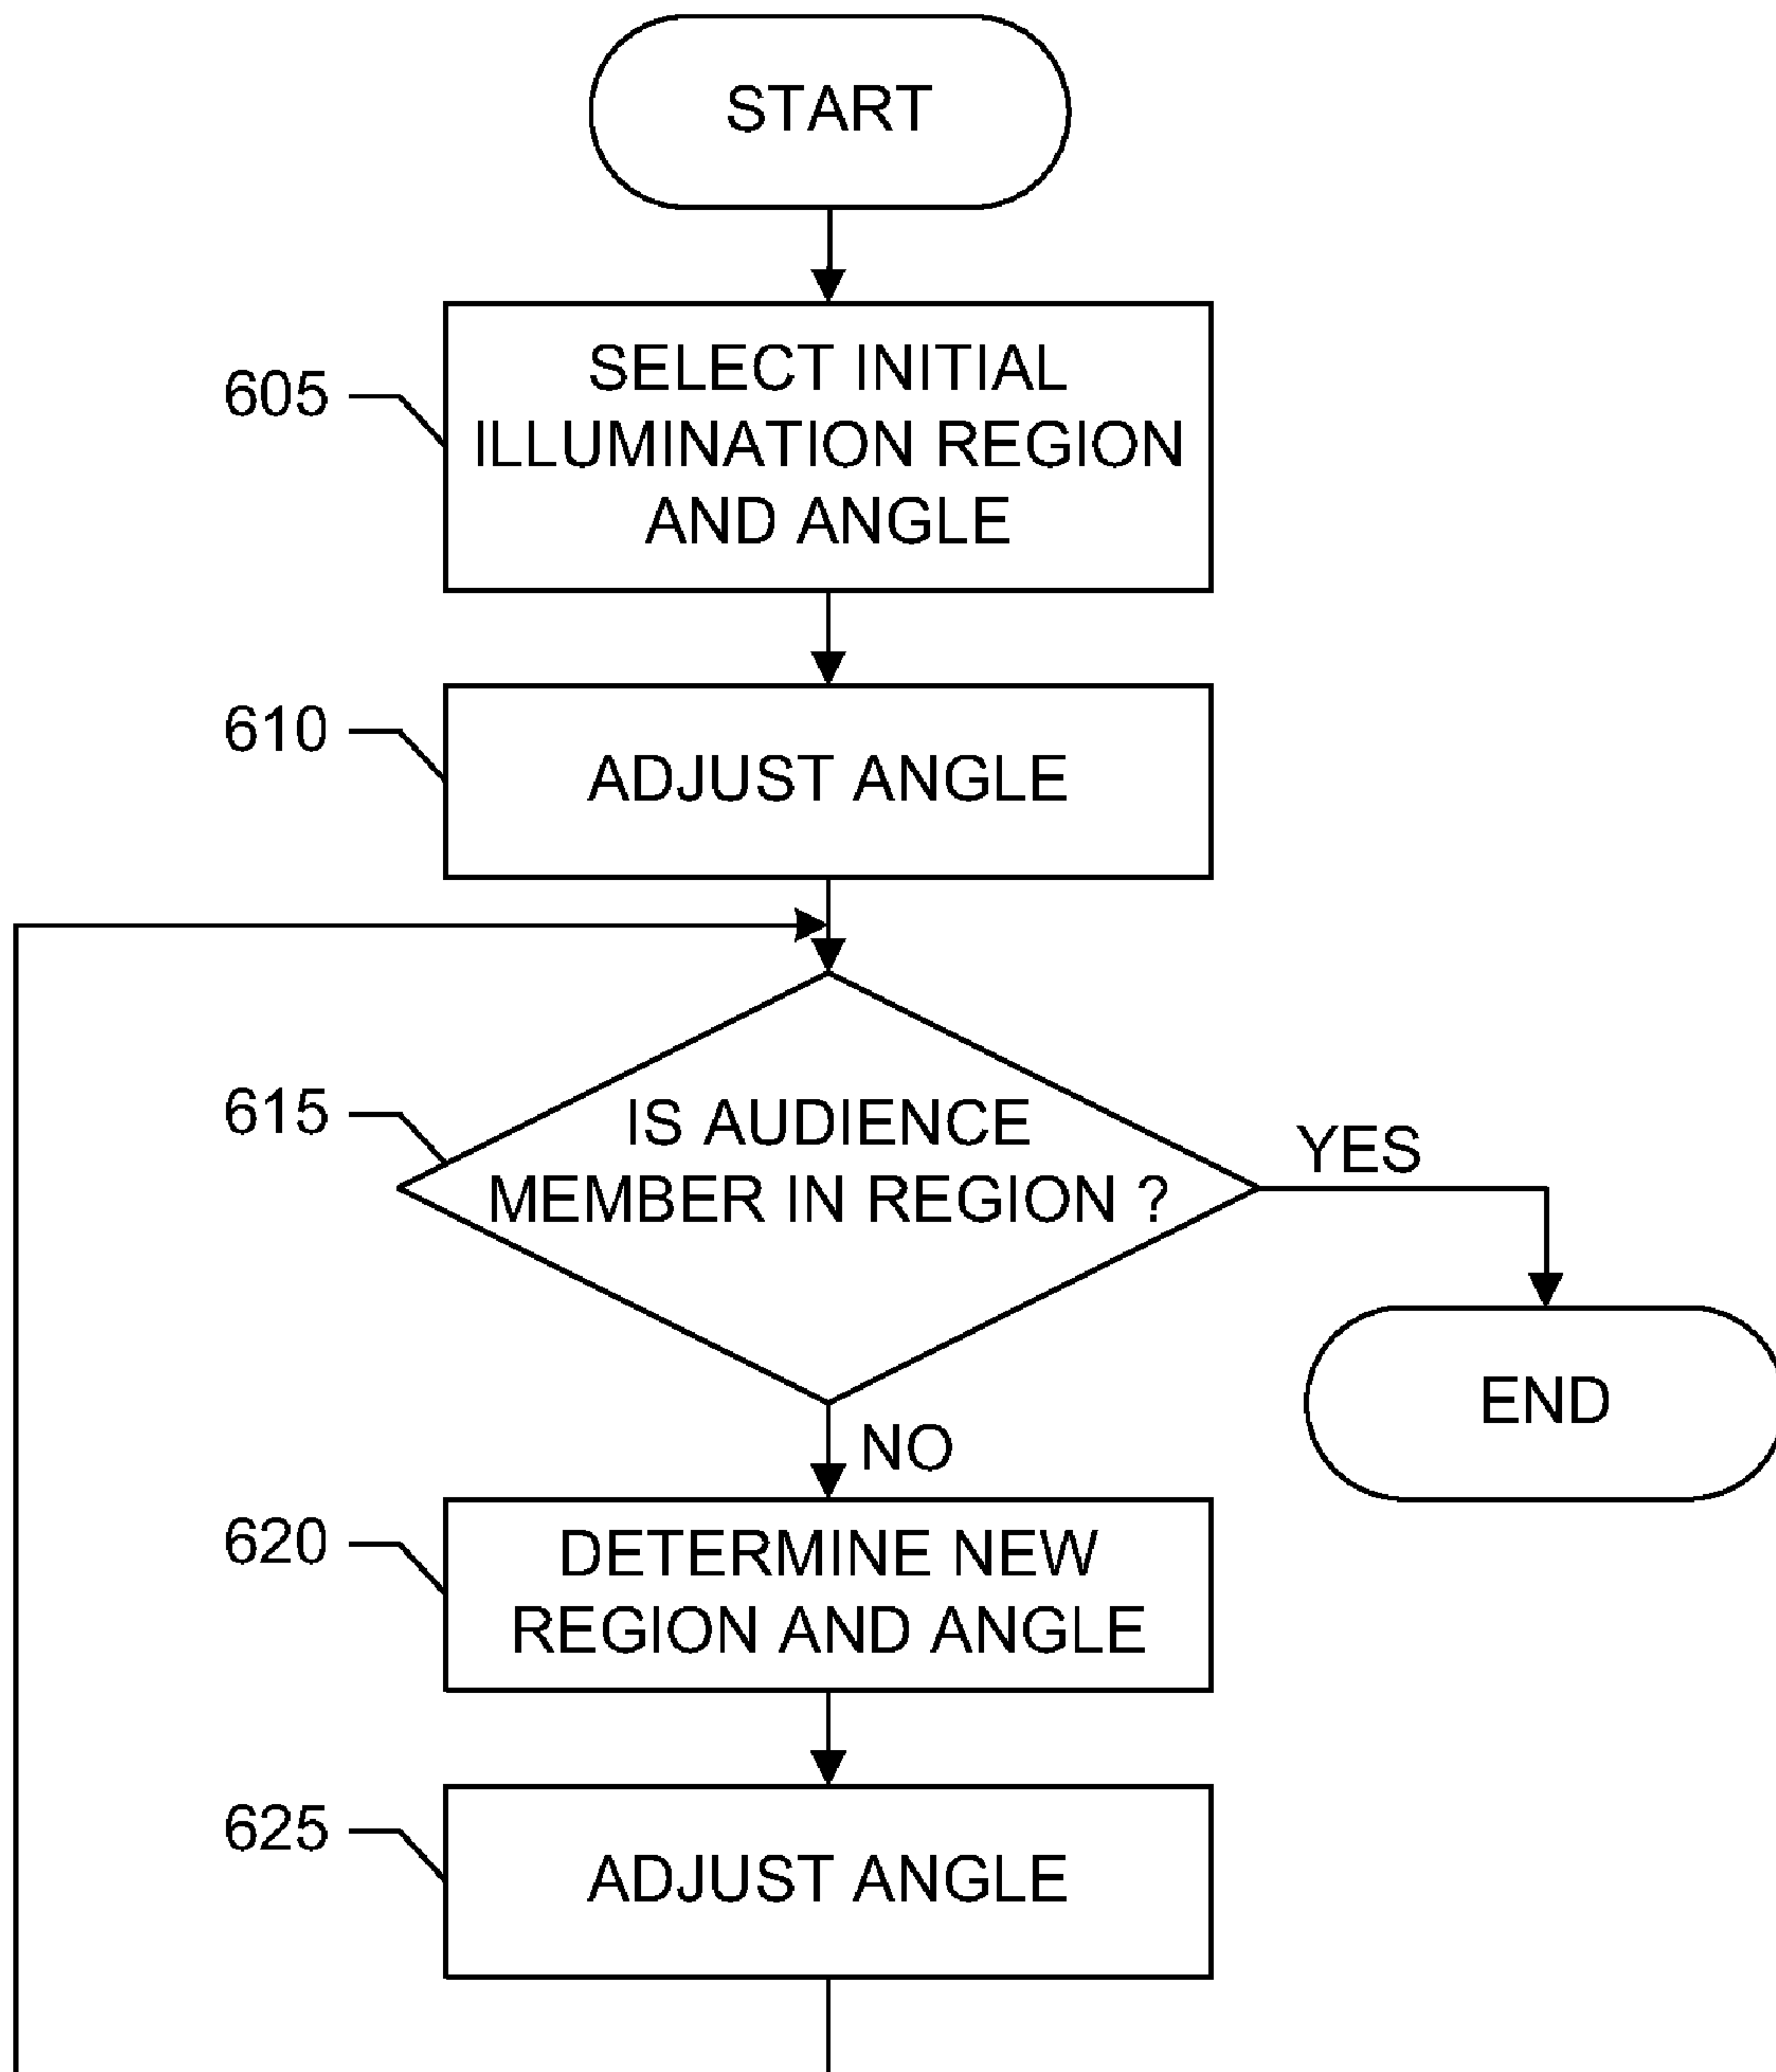 START
605
SELECT INITIAL
ILLUMINATION REGION
AND ANGLE
610
ADJUST ANGLE
615
IS AUDIENCE
MEMBER IN REGION ?
YES
END
NO
620
DETERMINE NEW
REGION AND ANGLE
625
ADJUST ANGLE